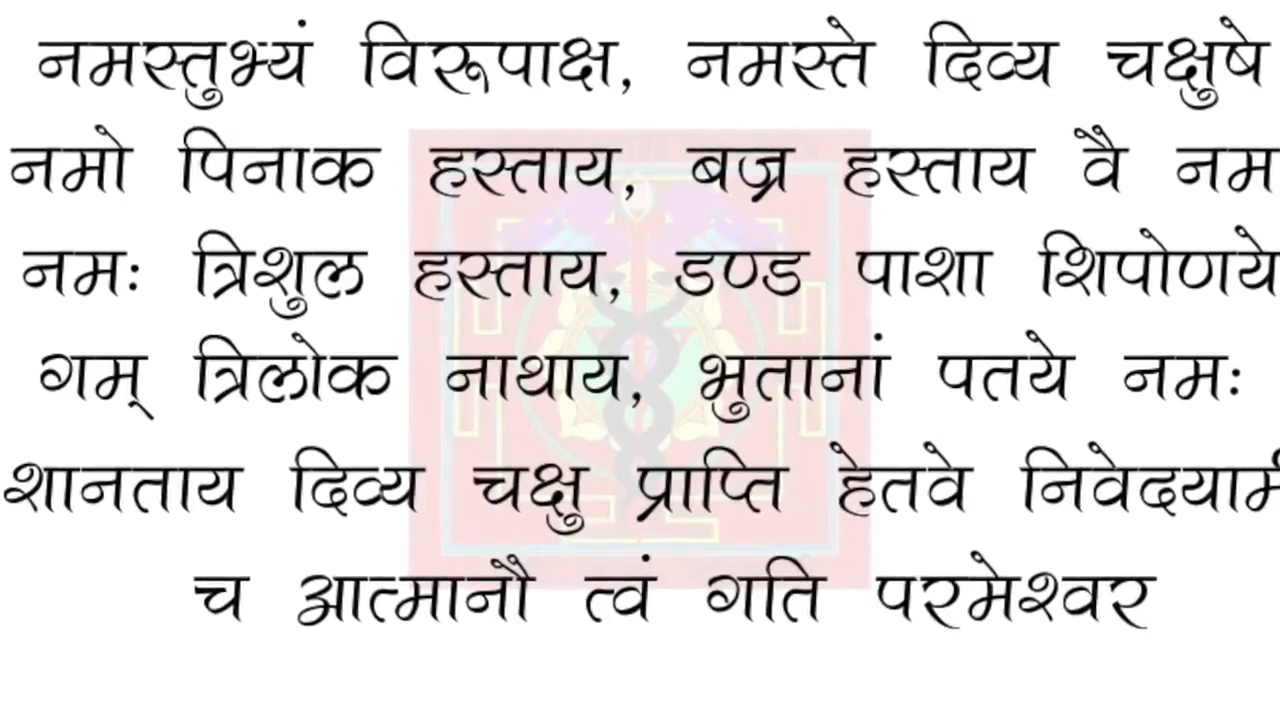 नमस्तुभ्यं विरूपाक्ष, नमस्ते दिव्य चक्षुषे
नमो पिनाक हस्ताय, बज्र हस्ताय वै नम
नमः त्रिशुल हस्ताय, डण्ड पाशा शिपोणये
गम् त्रिलोक नाथाय, भुतानां पतये नमः
शानताय दिव्य चक्षु प्राप्ति हेतवे
च आत्मानौ त्वं गति परमेश्वर